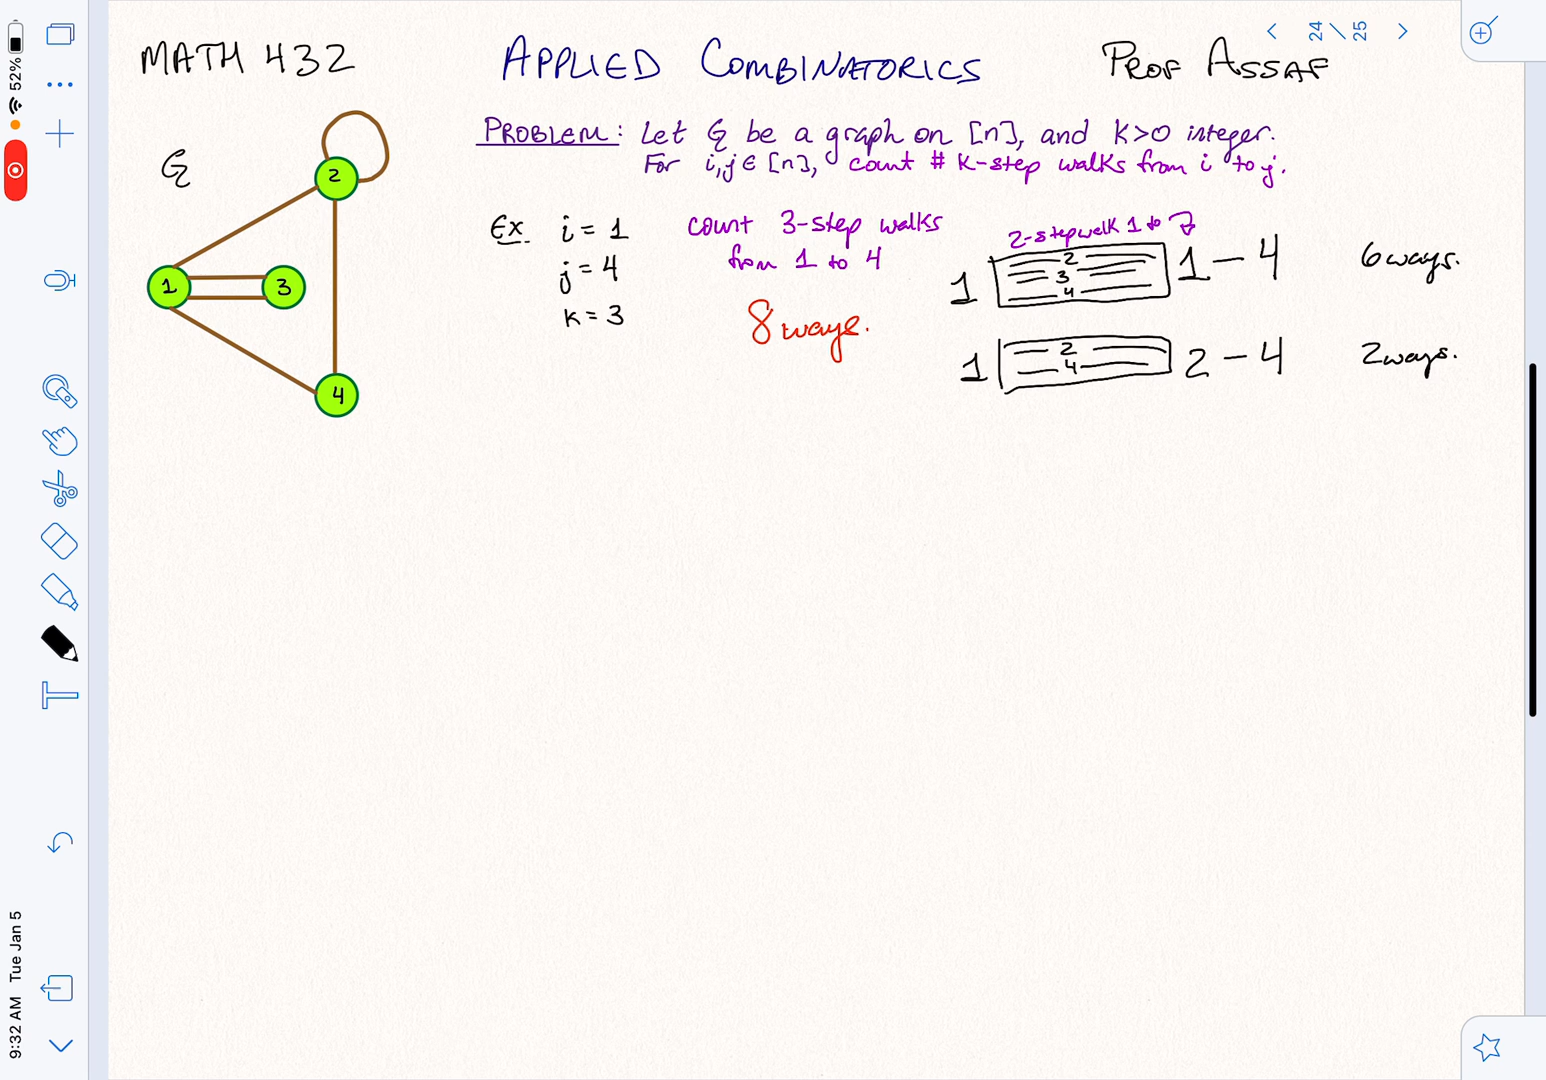 MATH 432 APPLIED COMBINATORICS PROF ASSAF
24 / 25
52%
PROBLEM: Let G be a graph on [n], and k>0 integer.
For i,j ∈ [n], count # k-step walks from i to j.
G
1
2
3
4
Ex. i = 1
j = 4
k = 3
count 3-step walks
from 1 to 4
8 ways.
2-step walk 1 to ?
1 2 3 4 1 – 4 6 ways.
1 2 4 2 – 4 2 ways.
T
9:32 AM Tue Jan 5